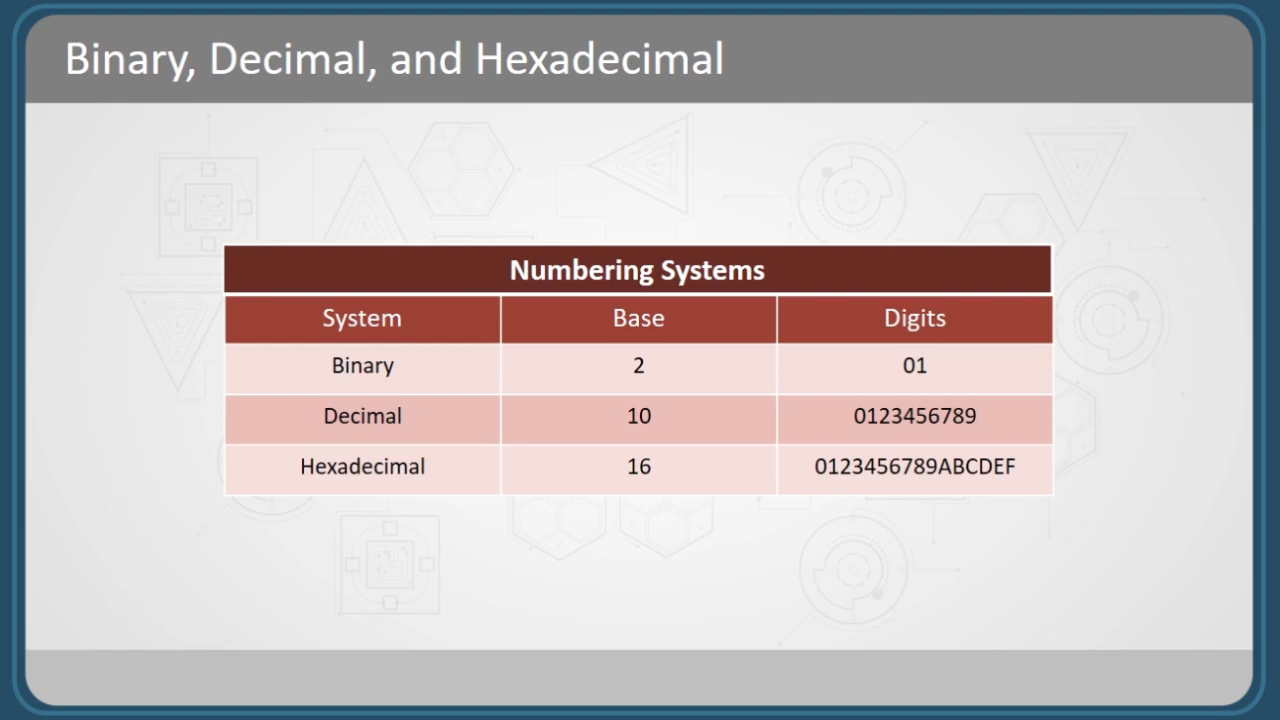 Binary, Decimal, and Hexadecimal
Numbering Systems
System Base Digits
Binary 2 01
Decimal 10 0123456789
Hexadecimal 16 0123456789ABCDEF